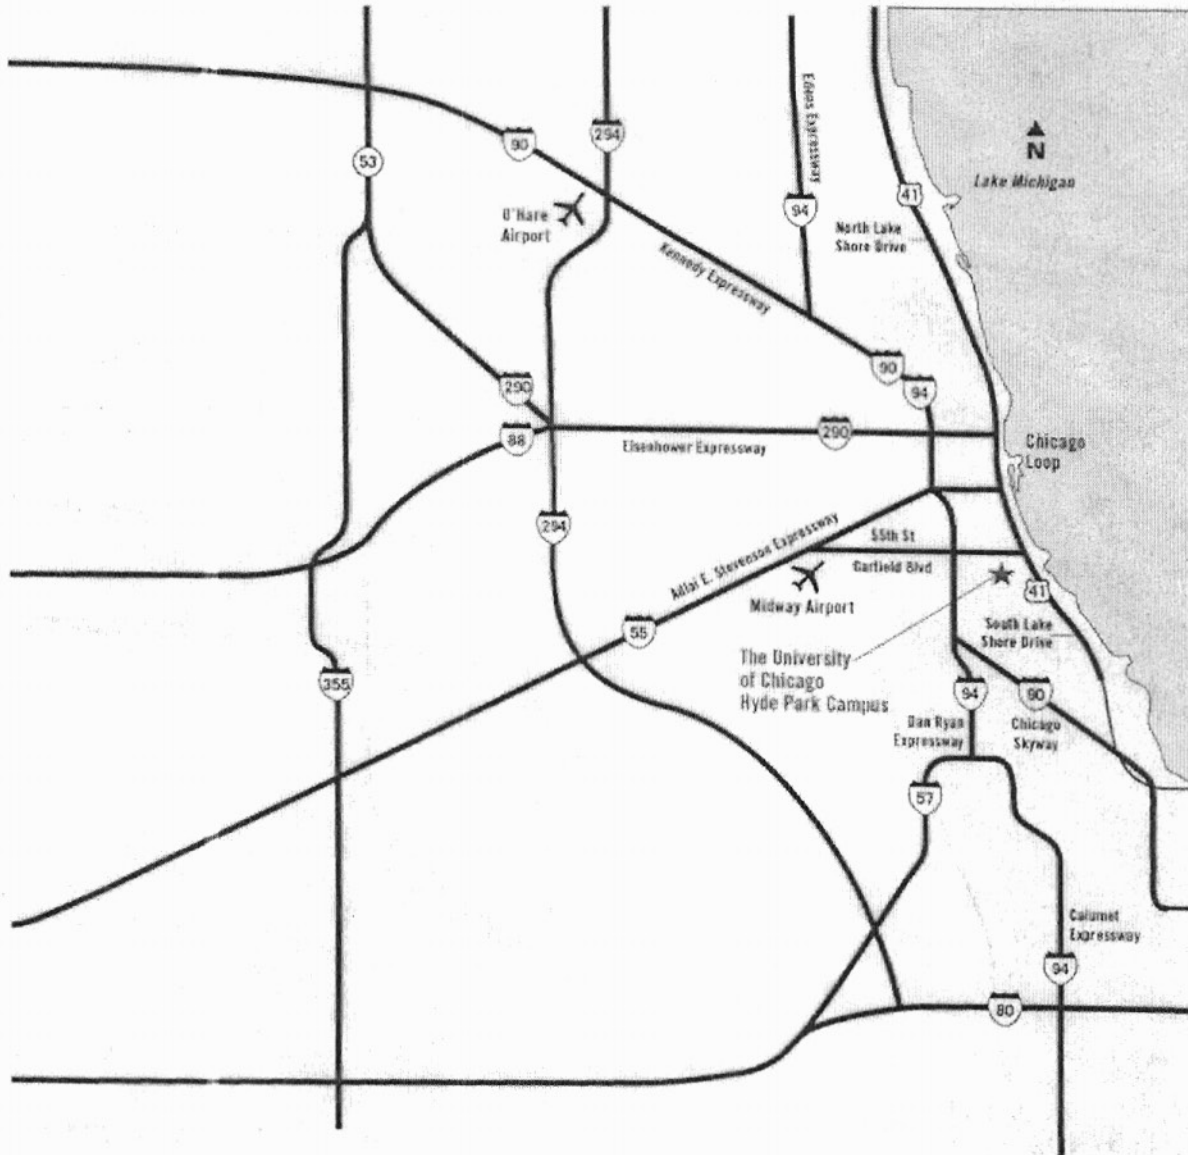 53
90
294
Edens Expressway
94
N
Lake Michigan
41
North Lake
Shore Drive
O'Hare
Airport
Kennedy Expressway
90
94
290
88
Eisenhower Expressway
290
Chicago
Loop
294
Adlai E. Stevenson Expressway
55th St
Garfield Blvd
Midway Airport
41
55
South Lake
Shore Drive
The University
of Chicago
Hyde Park Campus
355
94
90
Dan Ryan
Expressway
Chicago
Skyway
57
Calumet
Expressway
94
80